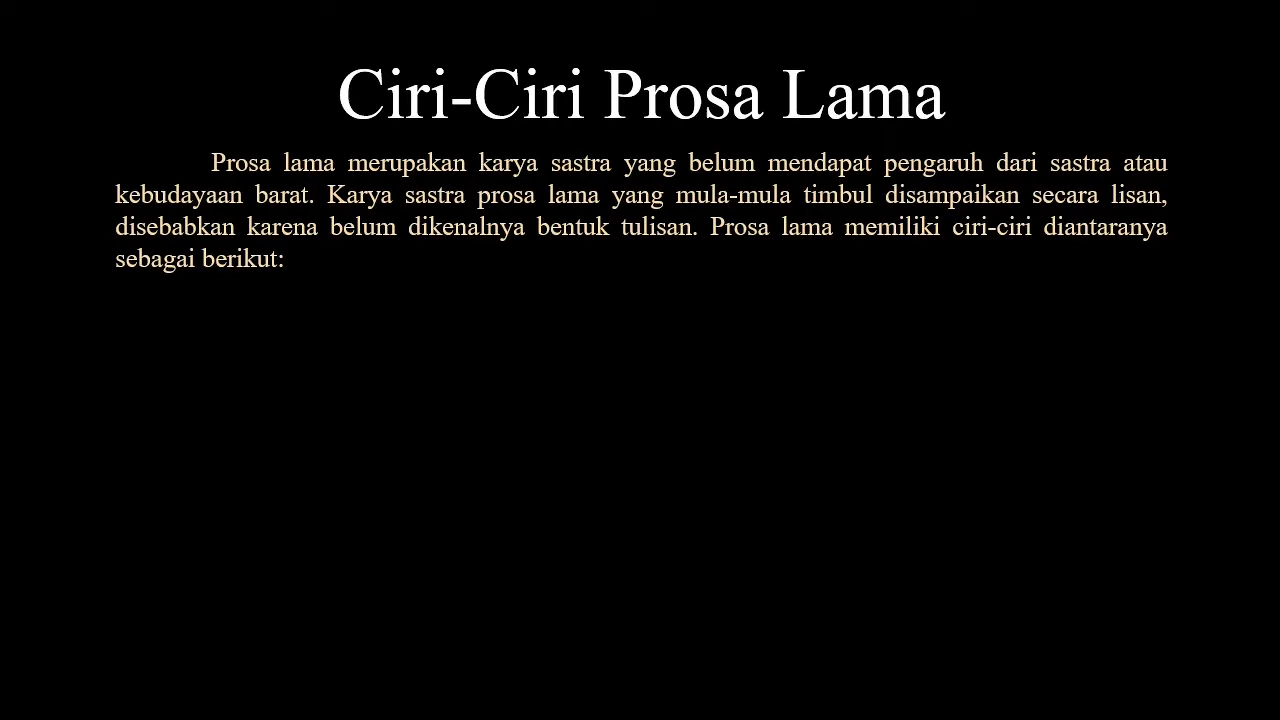 Ciri-Ciri Prosa Lama
Prosa lama merupakan karya sastra yang belum mendapat pengaruh dari sastra atau
kebudayaan barat. Karya sastra prosa lama yang mula-mula timbul disampaikan secara lisan,
disebabkan karena belum dikenalnya bentuk tulisan. Prosa lama memiliki ciri-ciri diantaranya
sebagai berikut: